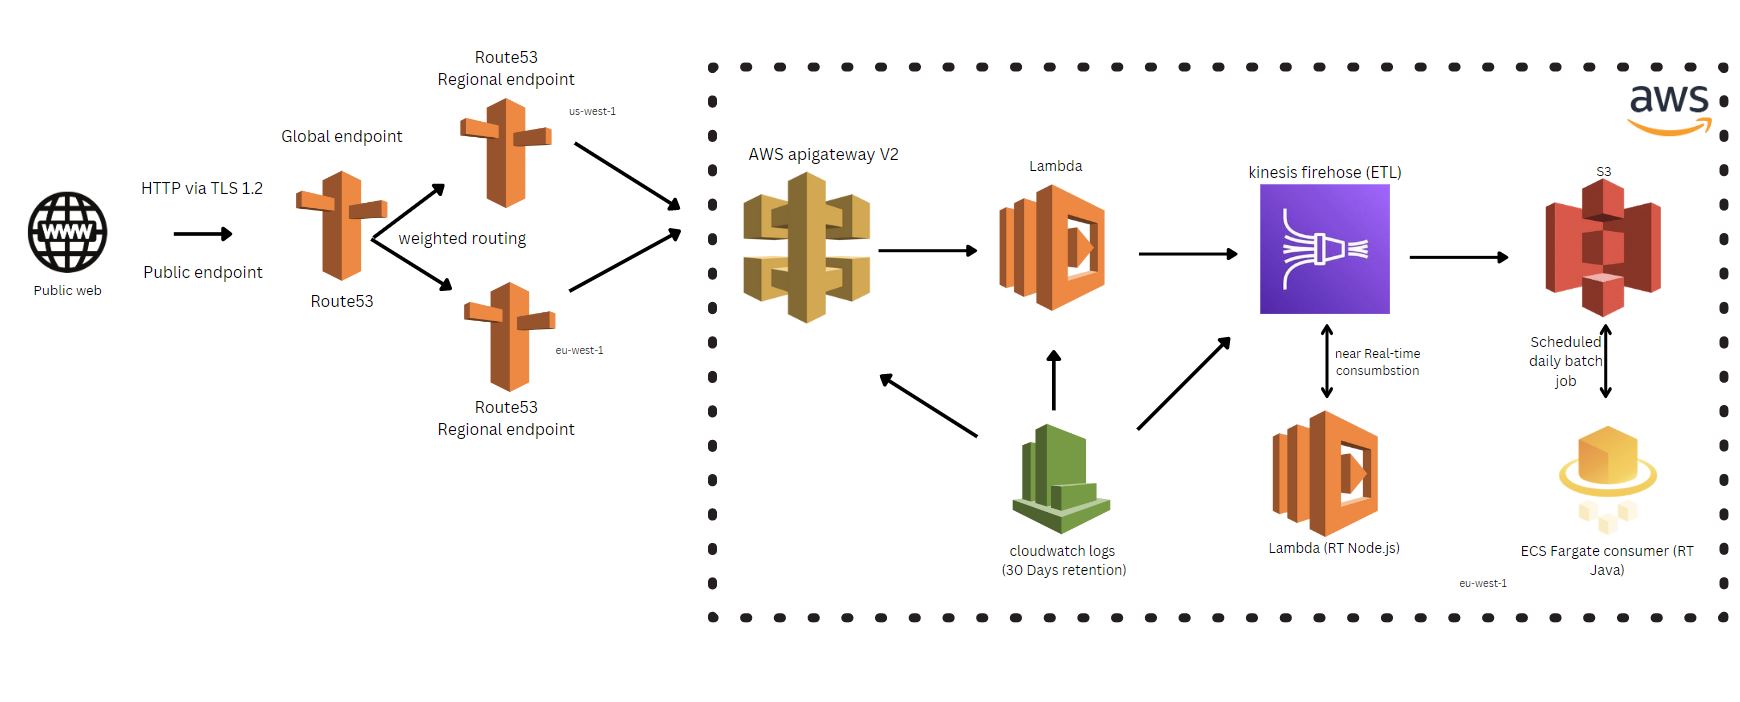 Route53
Regional endpoint
us-west-1
Global endpoint
HTTP via TLS 1.2
WWW
Public endpoint
Public web
weighted routing
Route53
eu-west-1
Route53
Regional endpoint
aws
AWS apigateway V2
Lambda
kinesis firehose (ETL)
S3
near Real-time
consumbstion
Scheduled
daily batch
job
cloudwatch logs
(30 Days retention)
Lambda (RT Node.js)
ECS Fargate consumer (RT
Java)
eu-west-1